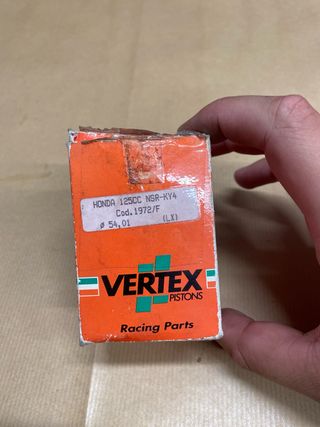 HONDA 125CC NSR-KY4
Cod.1972/F
ø 54,01 (LX)
VERTEX
PISTONS
Racing Parts